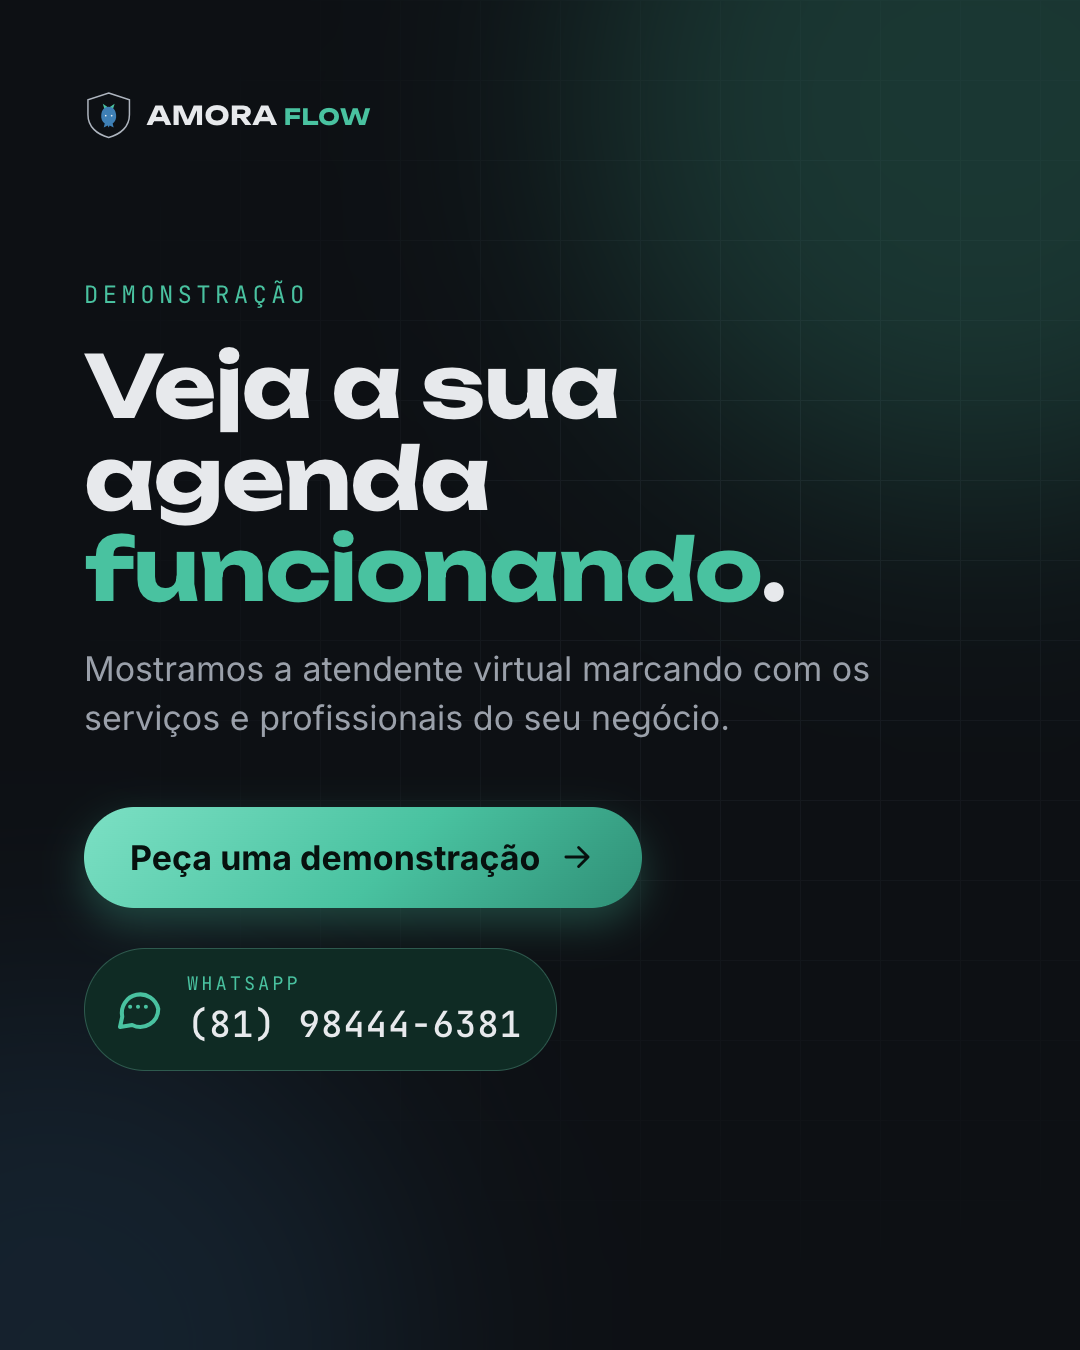 AMORA FLOW
DEMONSTRAÇÃO
Veja a sua
agenda
funcionando.
Mostramos a atendente virtual marcando com os
serviços e profissionais do seu negócio.
Peça uma demonstração →
WHATSAPP
(81) 98444-6381